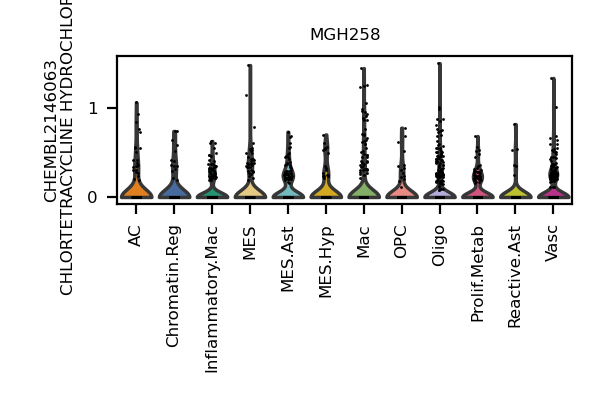 MGH258
CHEMBL2146063
CHLORTETRACYCLINE HYDROCHLOR
1
0
AC
Chromatin.Reg
Inflammatory.Mac
MES
MES.Ast
MES.Hyp
Mac
OPC
Oligo
Prolif.Metab
Reactive.Ast
Vasc